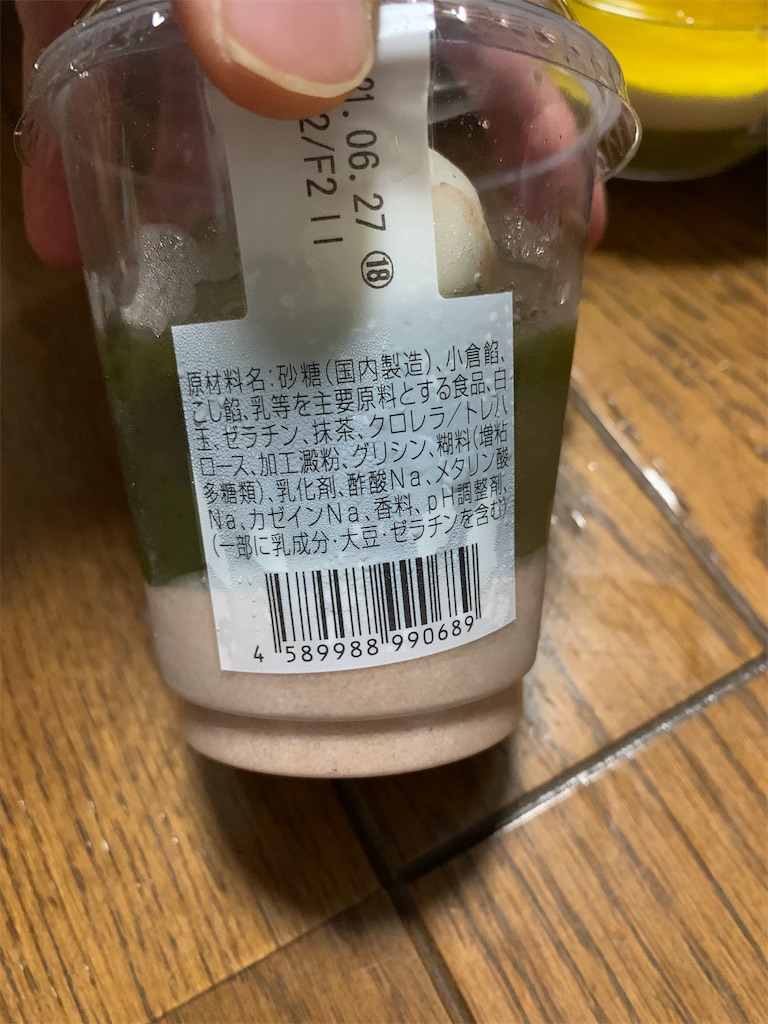 21.06.27 ⑱
2/F211
原材料名:砂糖(国内製造)、小倉餡、
こし餡、乳等を主要原料とする食品、白
玉、ゼラチン、抹茶、クロレラ/トレハ
ロース、加工澱粉、グリシン、糊料(増粘
多糖類)、乳化剤、酢酸Na、メタリン酸
Na、カゼインNa、香料、pH調整剤、
(一部に乳成分・大豆・ゼラチンを含む)
4 589988 990689